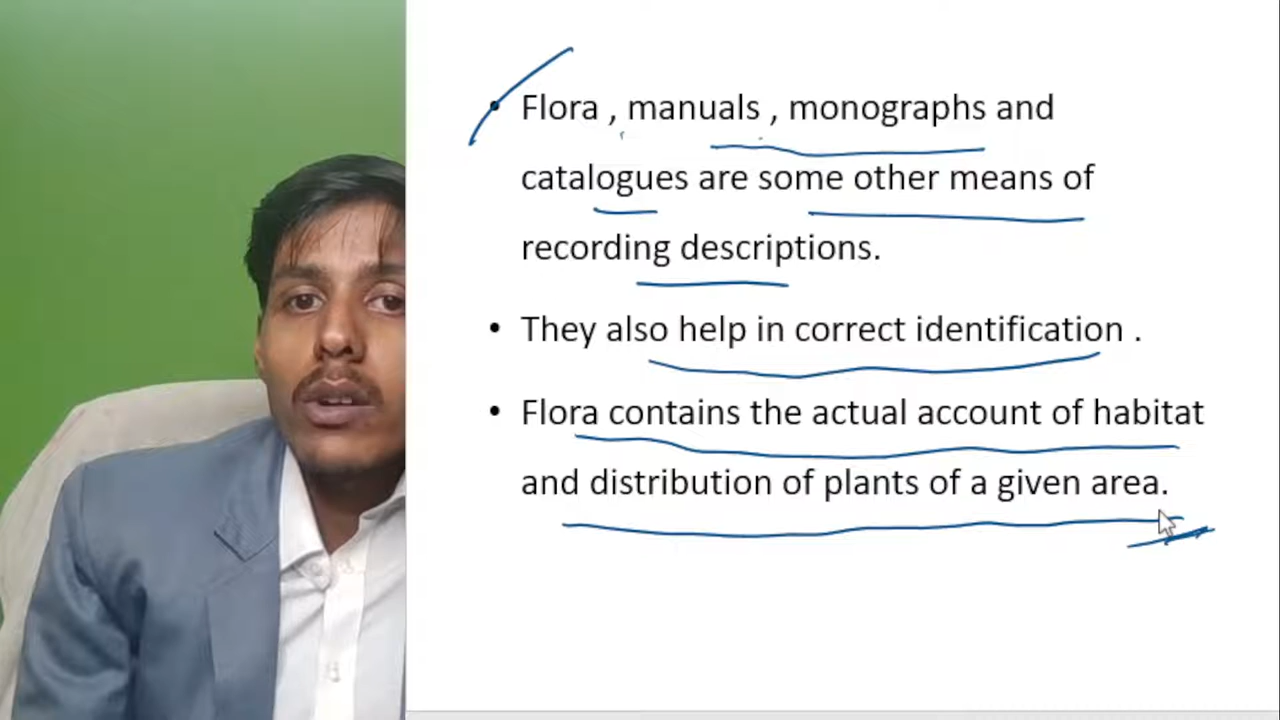 • Flora , manuals , monographs and
catalogues are some other means of
recording descriptions.
• They also help in correct identification .
• Flora contains the actual account of habitat
and distribution of plants of a given area.